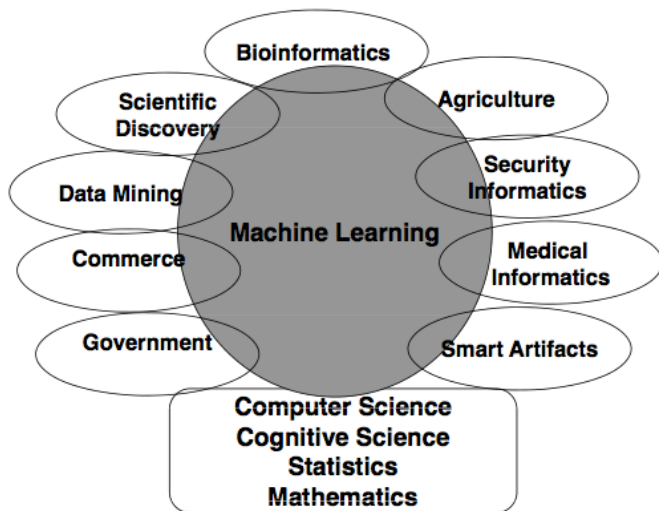 Bioinformatics
Scientific
Discovery
Agriculture
Data Mining
Security
Informatics
Machine Learning
Commerce
Medical
Informatics
Government
Smart Artifacts
Computer Science
Cognitive Science
Statistics
Mathematics